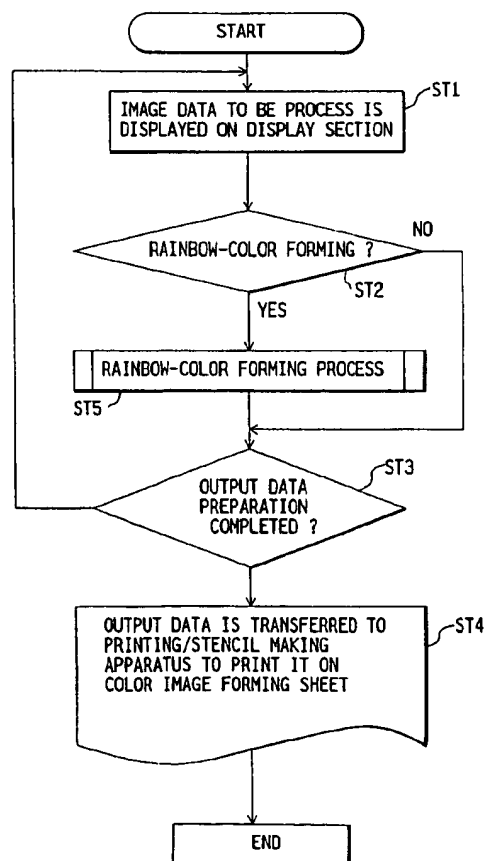 START
ST1
IMAGE DATA TO BE PROCESS IS
DISPLAYED ON DISPLAY SECTION
RAINBOW-COLOR FORMING ?
NO
ST2
YES
RAINBOW-COLOR FORMING PROCESS
ST5
ST3
OUTPUT DATA
PREPARATION
COMPLETED ?
ST4
OUTPUT DATA IS TRANSFERRED TO
PRINTING/STENCIL MAKING
APPARATUS TO PRINT IT ON
COLOR IMAGE FORMING SHEET
END